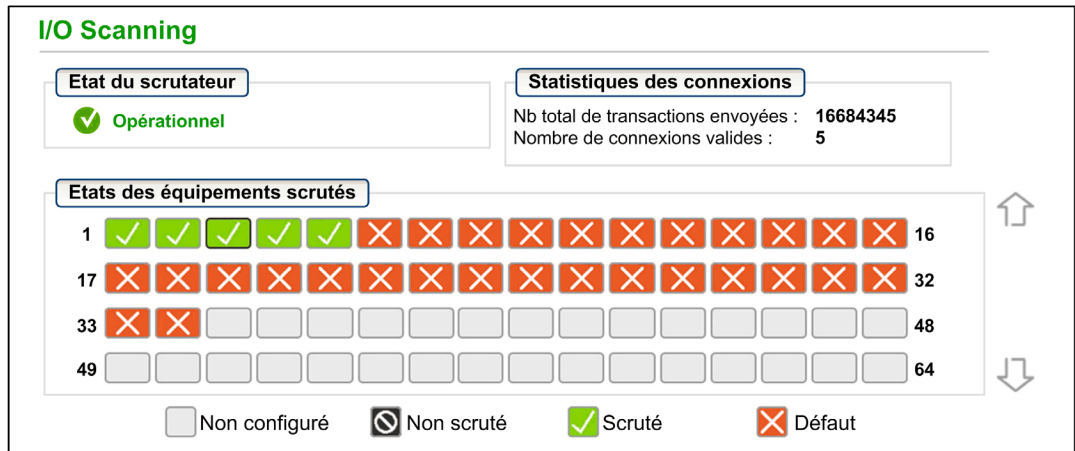 I/O Scanning
Etat du scrutateur
Opérationnel
Statistiques des connexions
Nb total de transactions envoyées : 16684345
Nombre de connexions valides : 5
Etats des équipements scrutés
1 16
17 32
33 48
49 64
Non configuré Non scruté Scruté Défaut